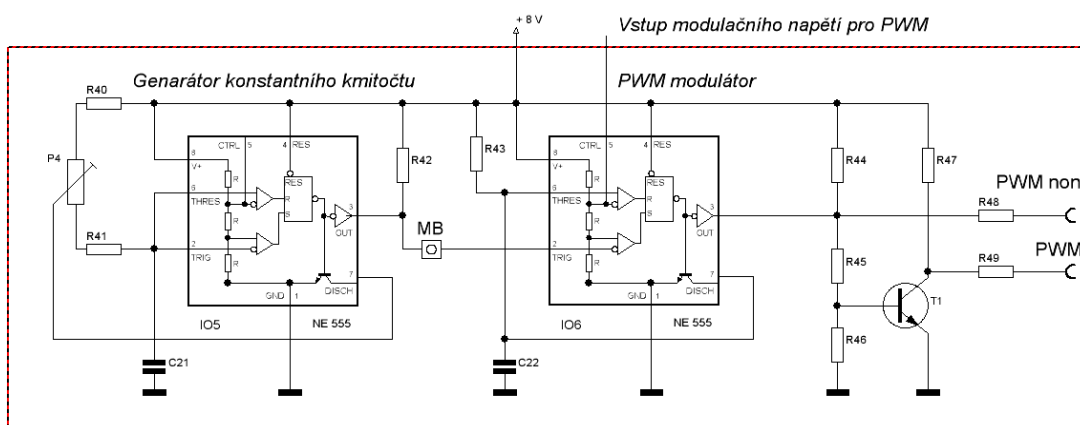 + 8 V
Vstup modulačního napětí pro PWM
Genarátor konstantního kmitočtu
PWM modulátor
R40
P4
R41
C21
8
V+
CTRL
5
4
RES
6
THRES
2
TRIG
R
R
R
RES
R
S
3
OUT
7
DISCH
GND
1
IO5
NE 555
R42
MB
R43
C22
8
V+
CTRL
5
4
RES
6
THRES
2
TRIG
R
R
R
RES
R
S
3
OUT
7
DISCH
GND
1
IO6
NE 555
R44
R45
R46
R47
T1
R48
PWM non
R49
PWM